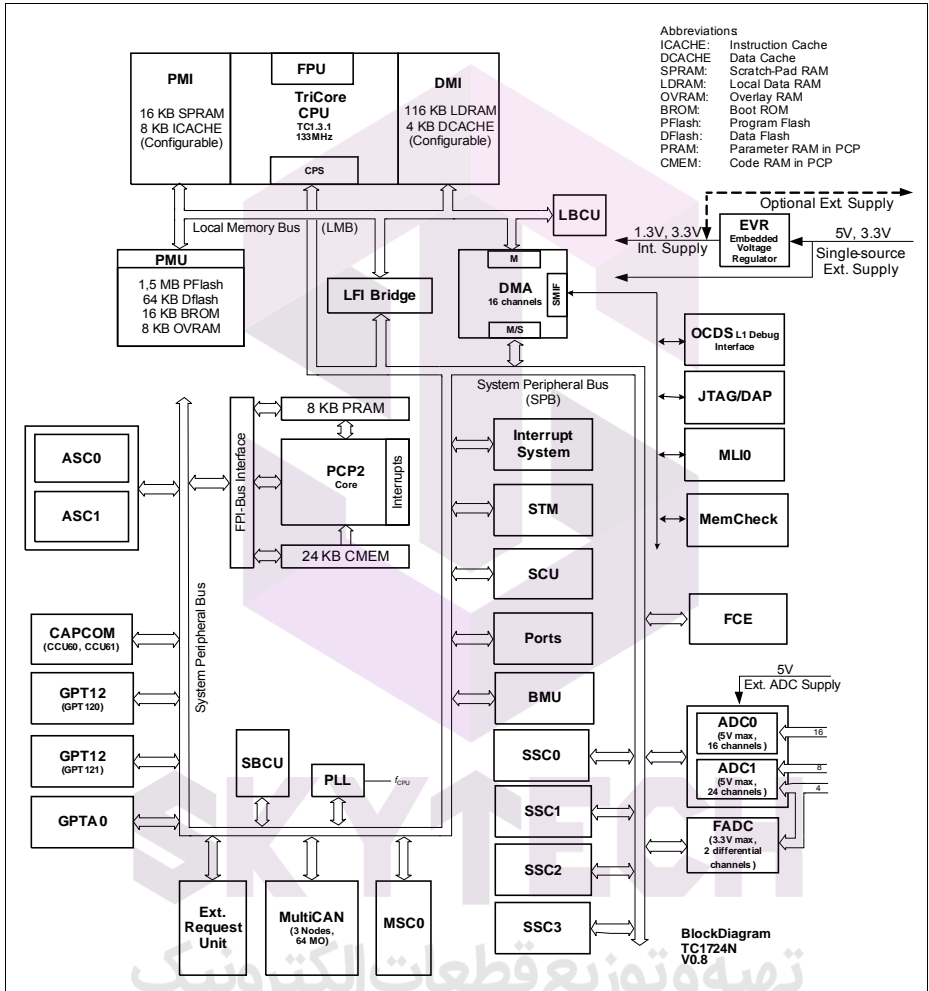 Abbreviations
ICACHE: Instruction Cache
DCACHE Data Cache
SPRAM: Scratch-Pad RAM
LDRAM: Local Data RAM
OVRAM: Overlay RAM
BROM: Boot ROM
PFlash: Program Flash
DFlash: Data Flash
PRAM: Parameter RAM in PCP
CMEM: Code RAM in PCP
PMI
16 KB SPRAM
8 KB ICACHE
(Configurable)
FPU
TriCore
CPU
TC1.3.1
133MHz
CPS
DMI
116 KB LDRAM
4 KB DCACHE
(Configurable)
LBCU
Local Memory Bus (LMB)
Optional Ext. Supply
1.3V, 3.3V
Int. Supply
EVR
Embedded
Voltage
Regulator
5V, 3.3V
Single-source
Ext. Supply
PMU
1,5 MB PFlash
64 KB Dflash
16 KB BROM
8 KB OVRAM
LFI Bridge
M
DMA
16 channels
SMIF
M/S
OCDS L1 Debug
Interface
JTAG/DAP
MLI0
MemCheck
System Peripheral Bus
(SPB)
FPI-Bus Interface
8 KB PRAM
PCP2
Core
Interrupts
24 KB CMEM
ASC0
ASC1
Interrupt
System
STM
SCU
Ports
BMU
FCE
System Peripheral Bus
CAPCOM
(CCU60, CCU61)
GPT12
(GPT120)
GPT12
(GPT121)
GPTA0
SBCU
PLL
fCPU
SSC0
SSC1
SSC2
SSC3
5V
Ext. ADC Supply
ADC0
(5V max,
16 channels)
16
ADC1
(5V max,
24 channels)
8
4
FADC
(3.3V max,
2 differential
channels)
Ext.
Request
Unit
MultiCAN
(3 Nodes,
64 MO)
MSC0
BlockDiagram
TC1724N
V0.8
SKYTECH
تهیه و توزیع قطعات الکترونیک